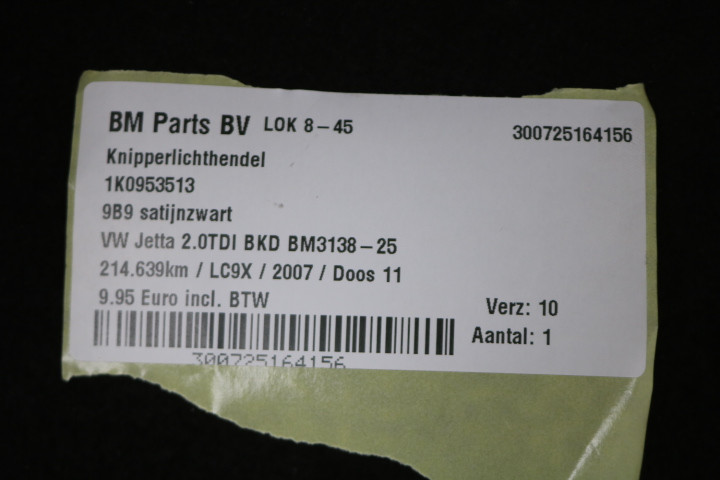 BM Parts BV LOK 8-45 300725164156
Knipperlichthendel
1K0953513
9B9 satijnzwart
VW Jetta 2.0TDI BKD BM3138-25
214.639km / LC9X / 2007 / Doos 11
9.95 Euro incl. BTW Verz: 10
Aantal: 1
300725164156